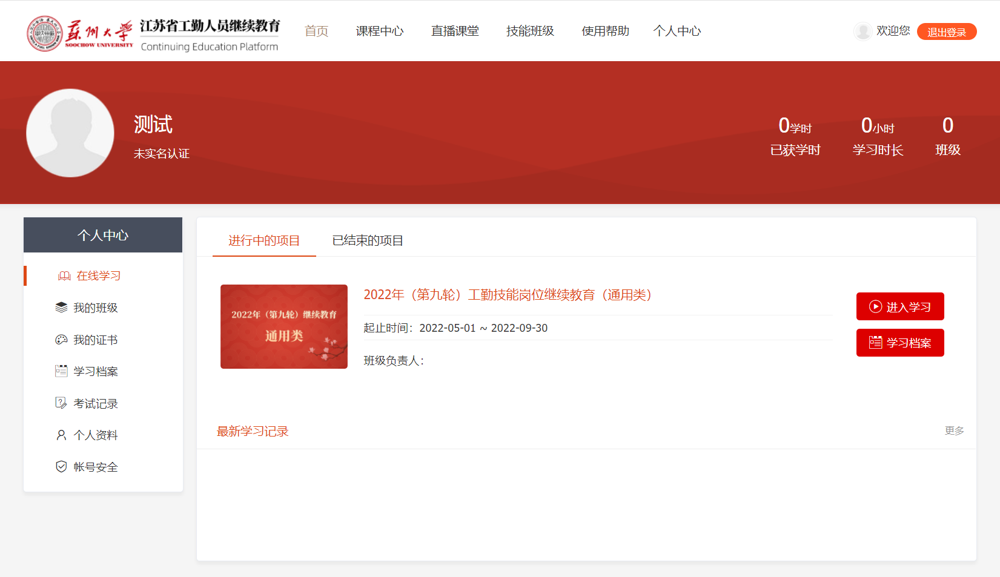 蘇州大学
SOOCHOW UNIVERSITY
江苏省工勤人员继续教育
Continuing Education Platform
首页
课程中心
直播课堂
技能班级
使用帮助
个人中心
欢迎您
退出登录
测试
未实名认证
0学时
已获学时
0小时
学习时长
0
班级
个人中心
在线学习
我的班级
我的证书
学习档案
考试记录
个人资料
帐号安全
进行中的项目
已结束的项目
2022年（第九轮）继续教育
通用类
2022年（第九轮）工勤技能岗位继续教育（通用类）
起止时间：2022-05-01 ~ 2022-09-30
班级负责人：
进入学习
学习档案
最新学习记录
更多